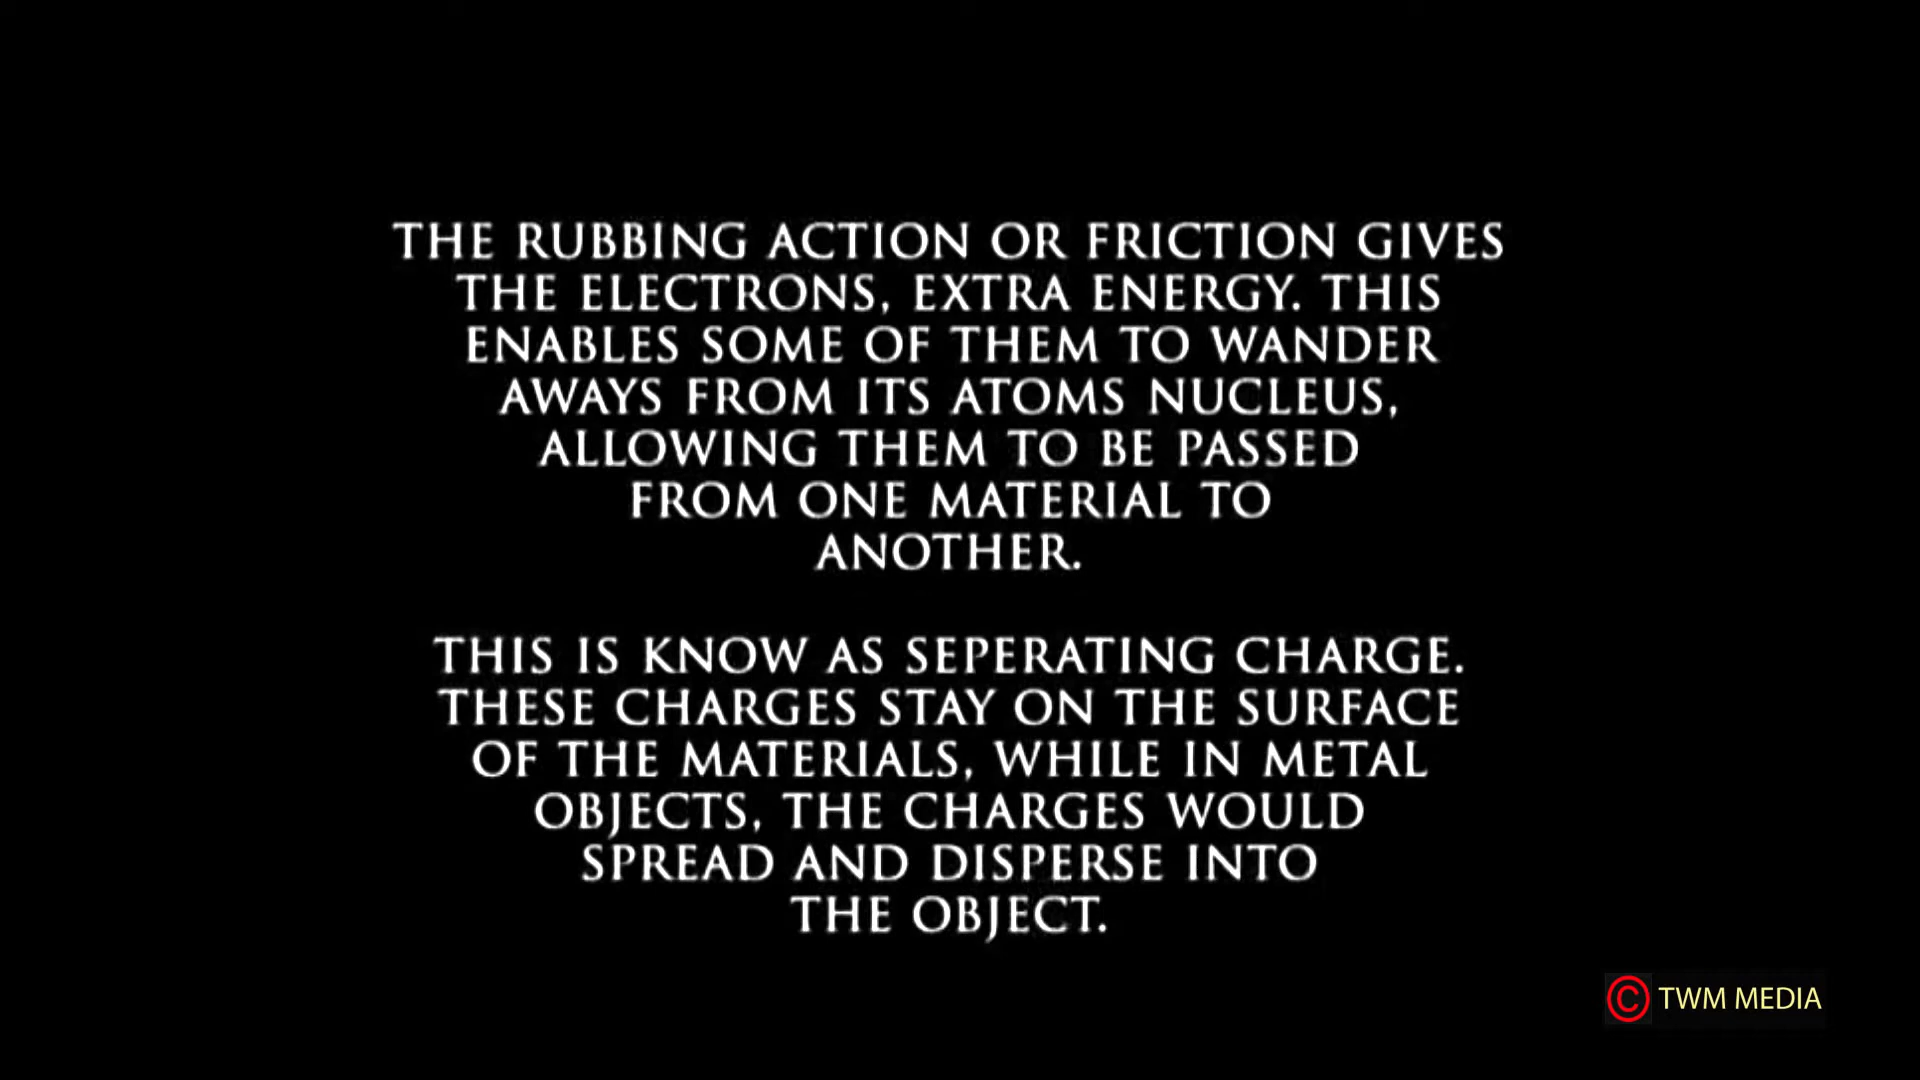 THE RUBBING ACTION OR FRICTION GIVES
THE ELECTRONS, EXTRA ENERGY. THIS
ENABLES SOME OF THEM TO WANDER
AWAYS FROM ITS ATOMS NUCLEUS,
ALLOWING THEM TO BE PASSED
FROM ONE MATERIAL TO
ANOTHER.
THIS IS KNOW AS SEPERATING CHARGE.
THESE CHARGES STAY ON THE SURFACE
OF THE MATERIALS, WHILE IN METAL
OBJECTS, THE CHARGES WOULD
SPREAD AND DISPERSE INTO
THE OBJECT.
© TWM MEDIA